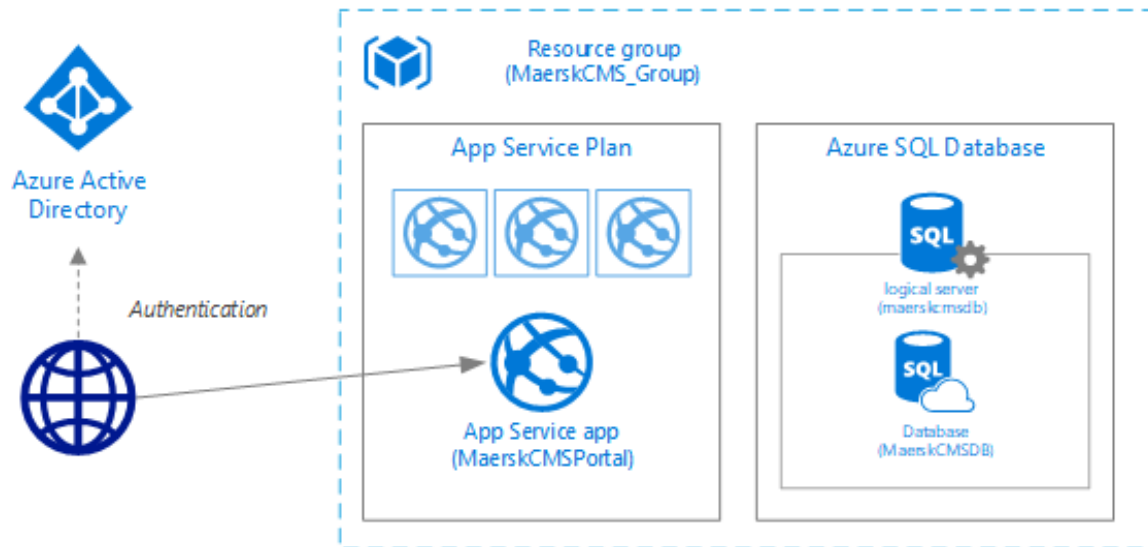 Resource group
(MaerskCMS_Group)
Azure Active
Directory
Authentication
App Service Plan
App Service app
(MaerskCMSPortal)
Azure SQL Database
SQL
logical server
(maerskcmsdb)
SQL
Database
(MaerskCMSDB)